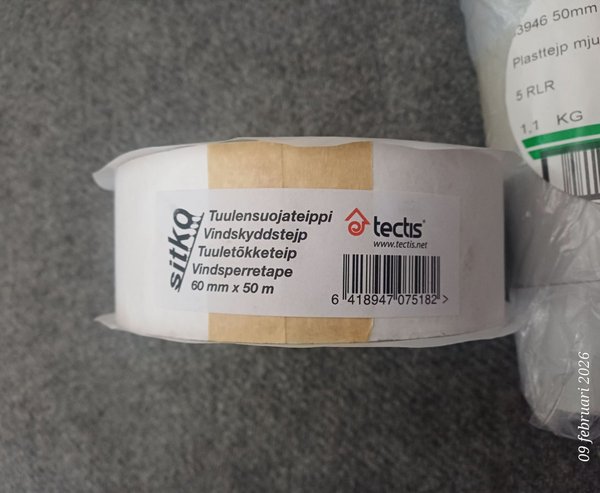 sitko
Tuulensuojateippi
Vindskyddstejp
Tuuletõkketeip
Vindsperretape
60 mm x 50 m
tectis®
www.tectis.net
6 418947 075182 >
3946 50mm
Plasttejp mju
5 RLR
1,1 KG
09 februari 2026